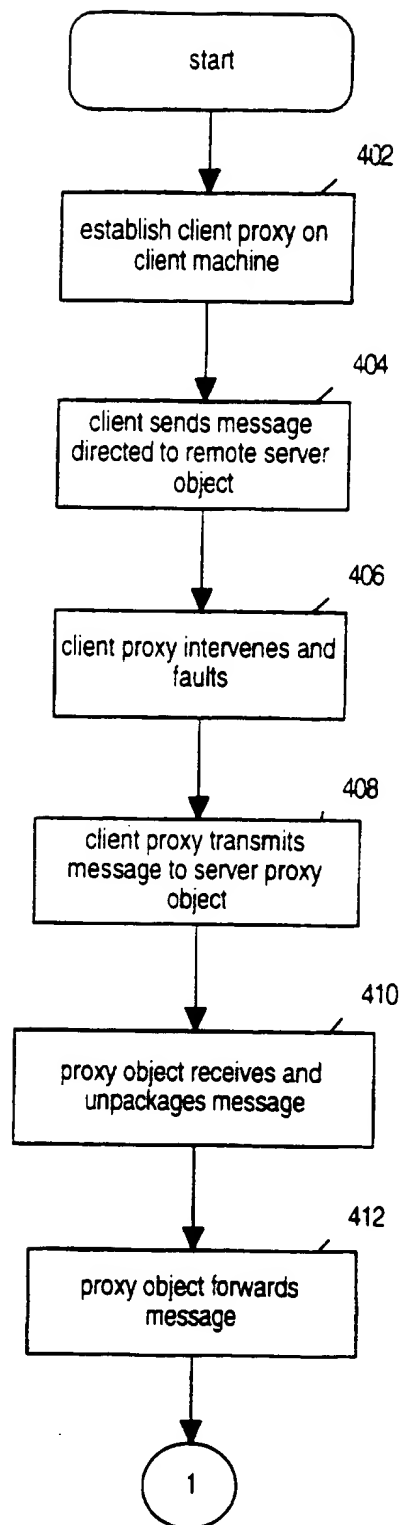 start
402
establish client proxy on
client machine
404
client sends message
directed to remote server
object
406
client proxy intervenes and
faults
408
client proxy transmits
message to server proxy
object
410
proxy object receives and
unpackages message
412
proxy object forwards
message
1